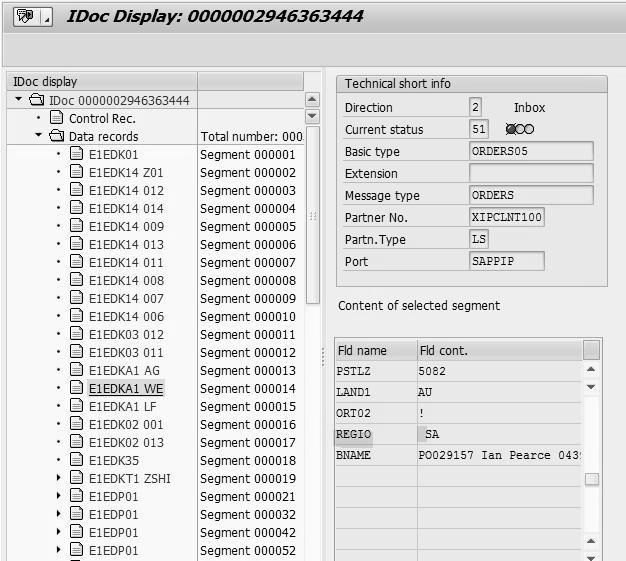 IDoc Display: 0000002946363444
IDoc display
IDoc 0000002946363444
Control Rec.
Data records Total number: 000
E1EDK01 Segment 000001
E1EDK14 Z01 Segment 000002
E1EDK14 012 Segment 000003
E1EDK14 014 Segment 000004
E1EDK14 009 Segment 000005
E1EDK14 013 Segment 000006
E1EDK14 011 Segment 000007
E1EDK14 008 Segment 000008
E1EDK14 007 Segment 000009
E1EDK14 006 Segment 000010
E1EDK03 012 Segment 000011
E1EDK03 011 Segment 000012
E1EDKA1 AG Segment 000013
E1EDKA1 WE Segment 000014
E1EDKA1 LF Segment 000015
E1EDK02 001 Segment 000016
E1EDK02 013 Segment 000017
E1EDK35 Segment 000018
E1EDKT1 ZSHI Segment 000019
E1EDP01 Segment 000021
E1EDP01 Segment 000032
E1EDP01 Segment 000042
E1EDP01 Segment 000052
Technical short info
Direction 2 Inbox
Current status 51
Basic type ORDERS05
Extension
Message type ORDERS
Partner No. XIPCLNT100
Partn.Type LS
Port SAPPIP
Content of selected segment
Fld name Fld cont.
PSTLZ 5082
LAND1 AU
ORT02 !
REGIO SA
BNAME PO029157 Ian Pearce 043